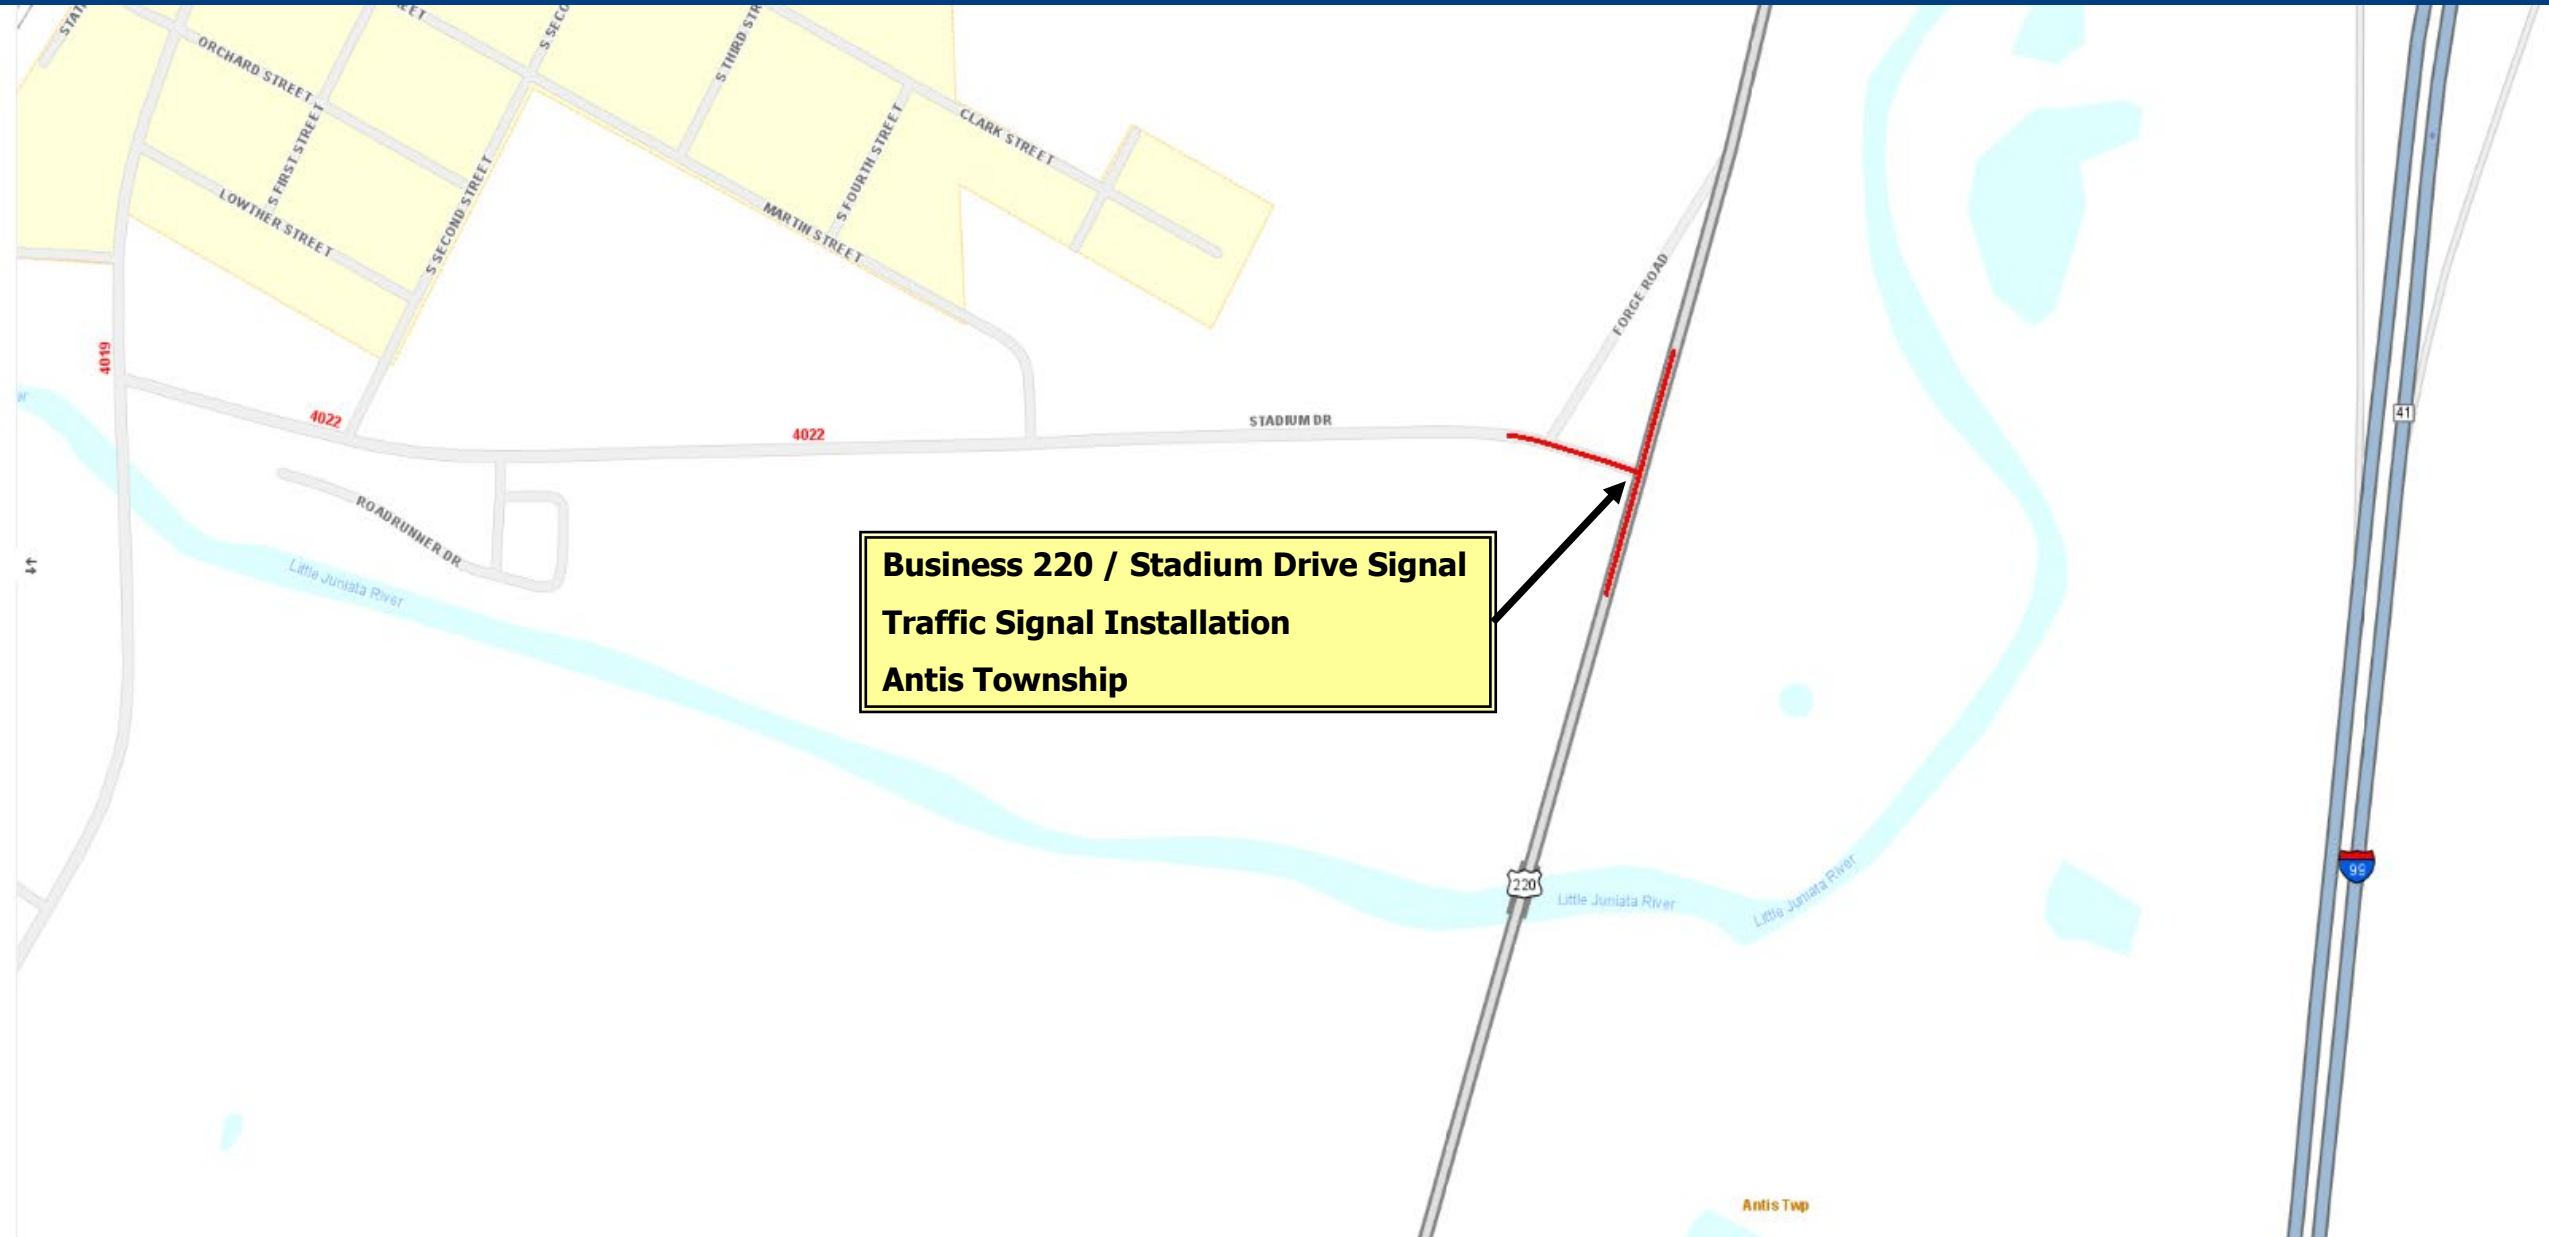 ORCHARD STREET
S FIRST STREET
LOWTHER STREET
S SECOND STREET
CLARK STREET
S FOURTH STREET
MARTIN STREET
FORGE ROAD
4019
4022
4022
STADIUM DR
41
ROADRUNNER DR
Little Juniata River
Business 220 / Stadium Drive Signal
Traffic Signal Installation
Antis Township
41
220
Little Juniata River
Little Juniata River
99
Antis Twp